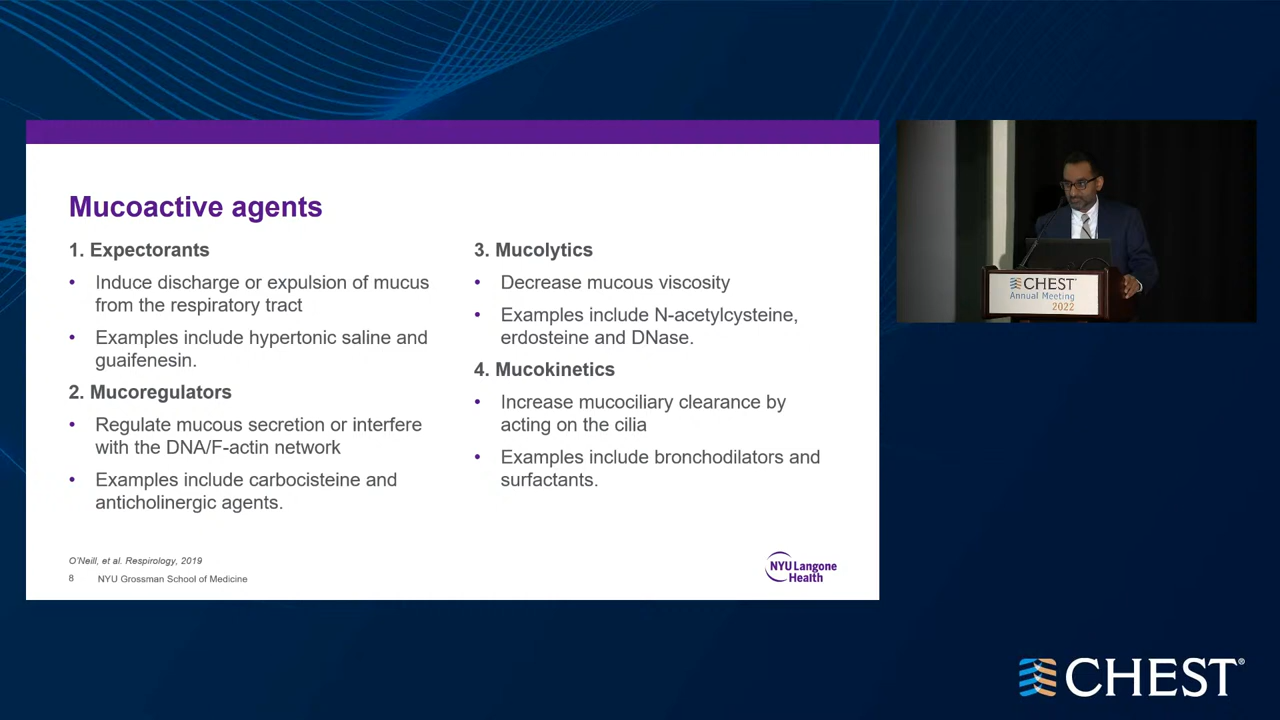 Mucoactive agents
1. Expectorants
• Induce discharge or expulsion of mucus
from the respiratory tract
• Examples include hypertonic saline and
guaifenesin.
2. Mucoregulators
• Regulate mucous secretion or interfere
with the DNA/F-actin network
• Examples include carbocisteine and
anticholinergic agents.
3. Mucolytics
• Decrease mucous viscosity
• Examples include N-acetylcysteine,
erdosteine and DNase.
4. Mucokinetics
• Increase mucociliary clearance by
acting on the cilia
• Examples include bronchodilators and
surfactants.
O'Neill, et al. Respirology, 2019
8 NYU Grossman School of Medicine
NYU Langone
Health
CHEST
Annual Meeting
2022
CHEST®